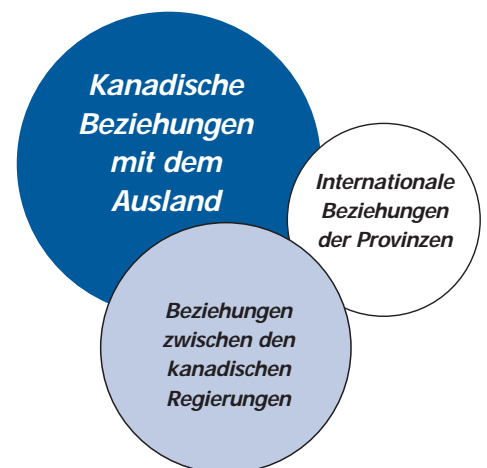 Kanadische
Beziehungen
mit dem
Ausland
Internationale
Beziehungen
der Provinzen
Beziehungen
zwischen den
kanadischen
Regierungen